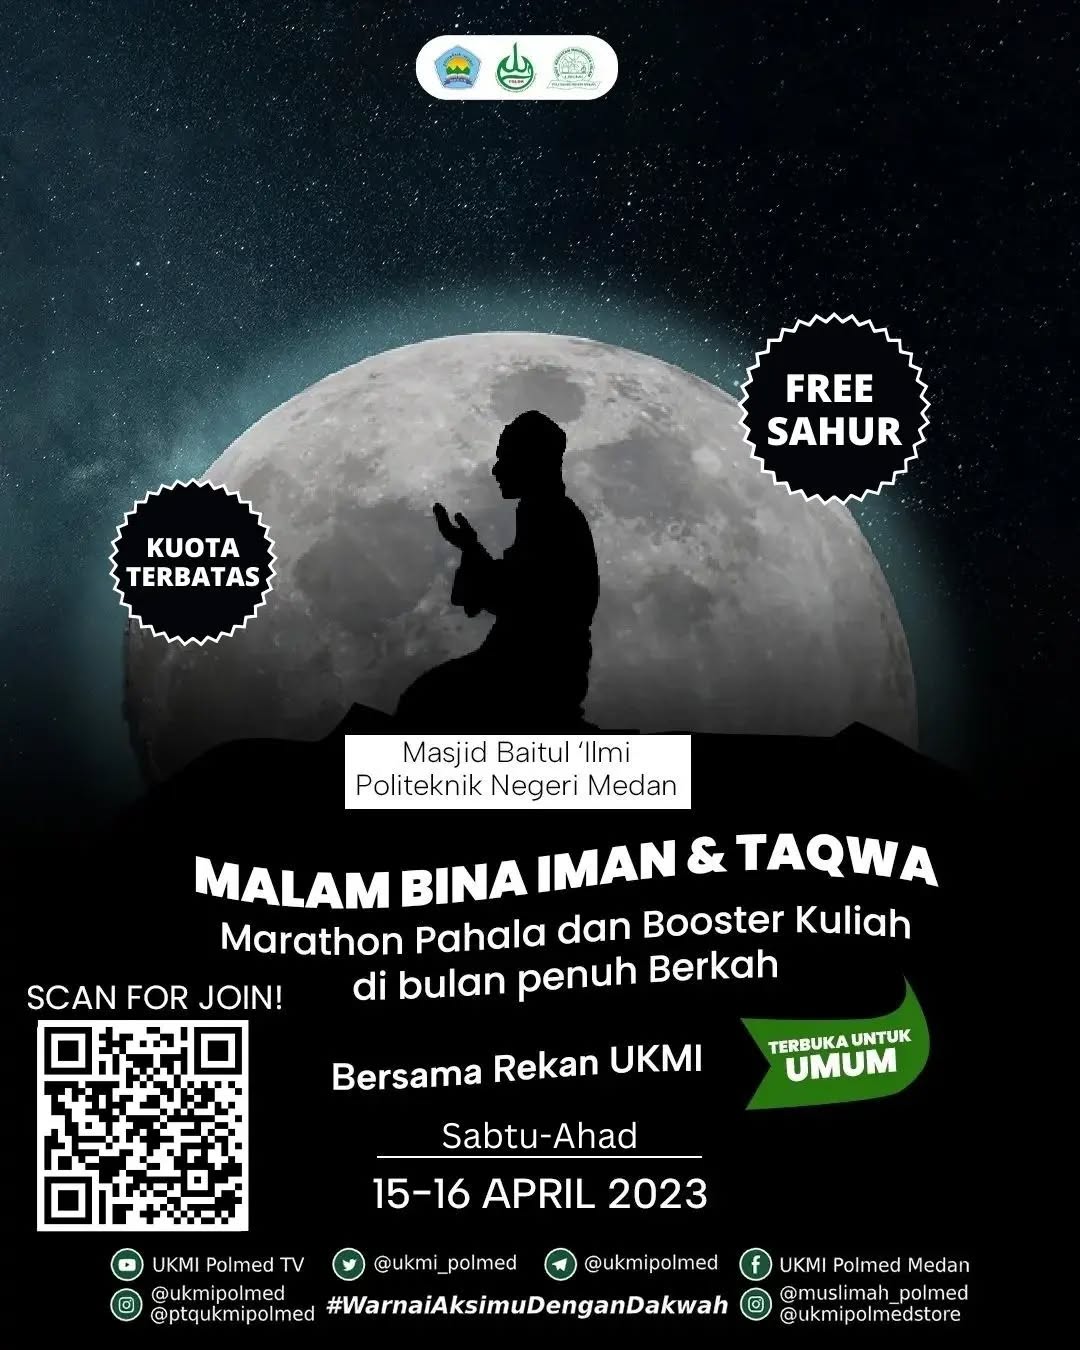 FREE
SAHUR
KUOTA
TERBATAS
Masjid Baitul ‘Ilmi
Politeknik Negeri Medan
MALAM BINA IMAN & TAQWA
Marathon Pahala dan Booster Kuliah
di bulan penuh Berkah
SCAN FOR JOIN!
TERBUKA UNTUK
UMUM
Bersama Rekan UKMI
Sabtu-Ahad
15-16 APRIL 2023
UKMI Polmed TV
@ukmi_polmed
@ukmipolmed
UKMI Polmed Medan
@ukmipolmed
@ptqukmipolmed
#WarnaiAksimuDenganDakwah
@muslimah_polmed
@ukmipolmedstore